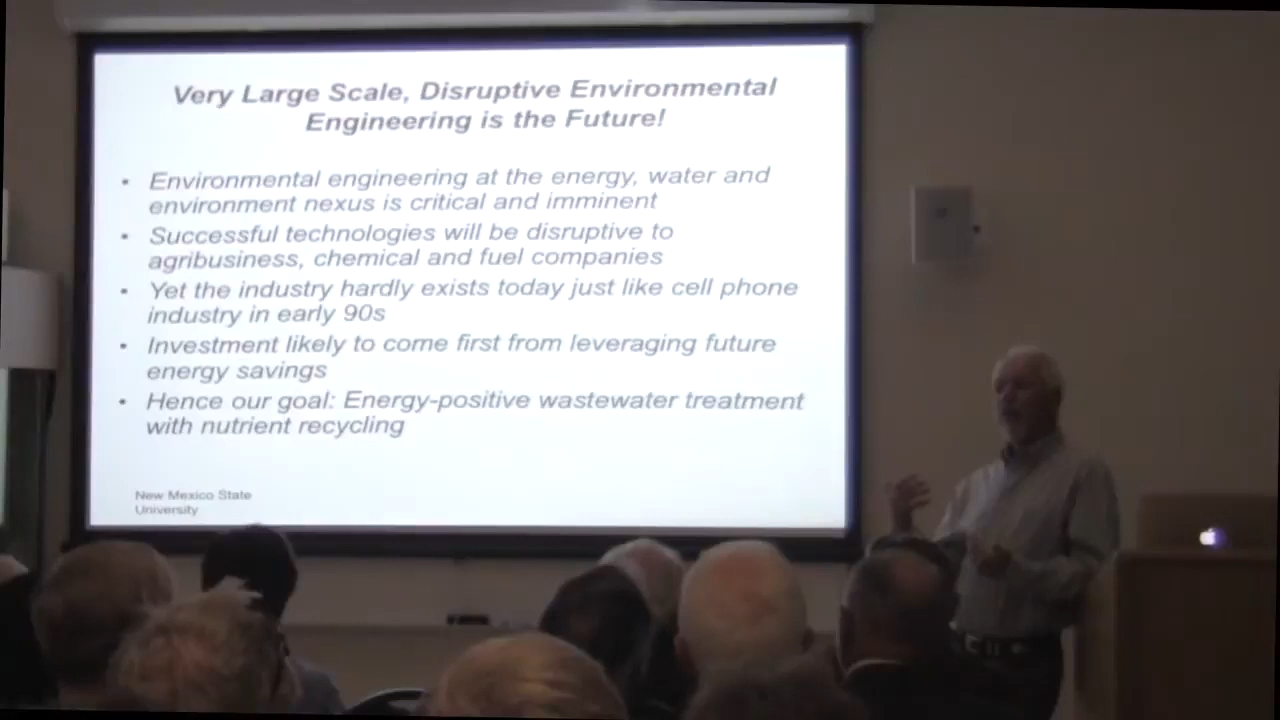 Very Large Scale, Disruptive Environmental
Engineering is the Future!
• Environmental engineering at the energy, water and
environment nexus is critical and imminent
• Successful technologies will be disruptive to
agribusiness, chemical and fuel companies
• Yet the industry hardly exists today just like cell phone
industry in early 90s
• Investment likely to come first from leveraging future
energy savings
• Hence our goal: Energy-positive wastewater treatment
with nutrient recycling
New Mexico State
University